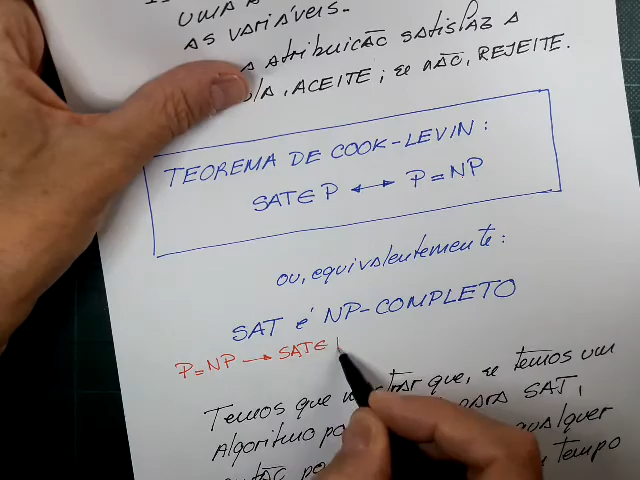 UMA
AS VARIÁVEIS.
A Atribuição satisfaz A
ACEITE; se não, REJEITE.
TEOREMA DE COOK-LEVIN:
SAT∈P ↔ P=NP
ou, equivalentemente:
SAT é NP-COMPLETO
P=NP → SAT∈
Temos que que, se temos um
Algoritmo para SAT,
qualquer
tempo